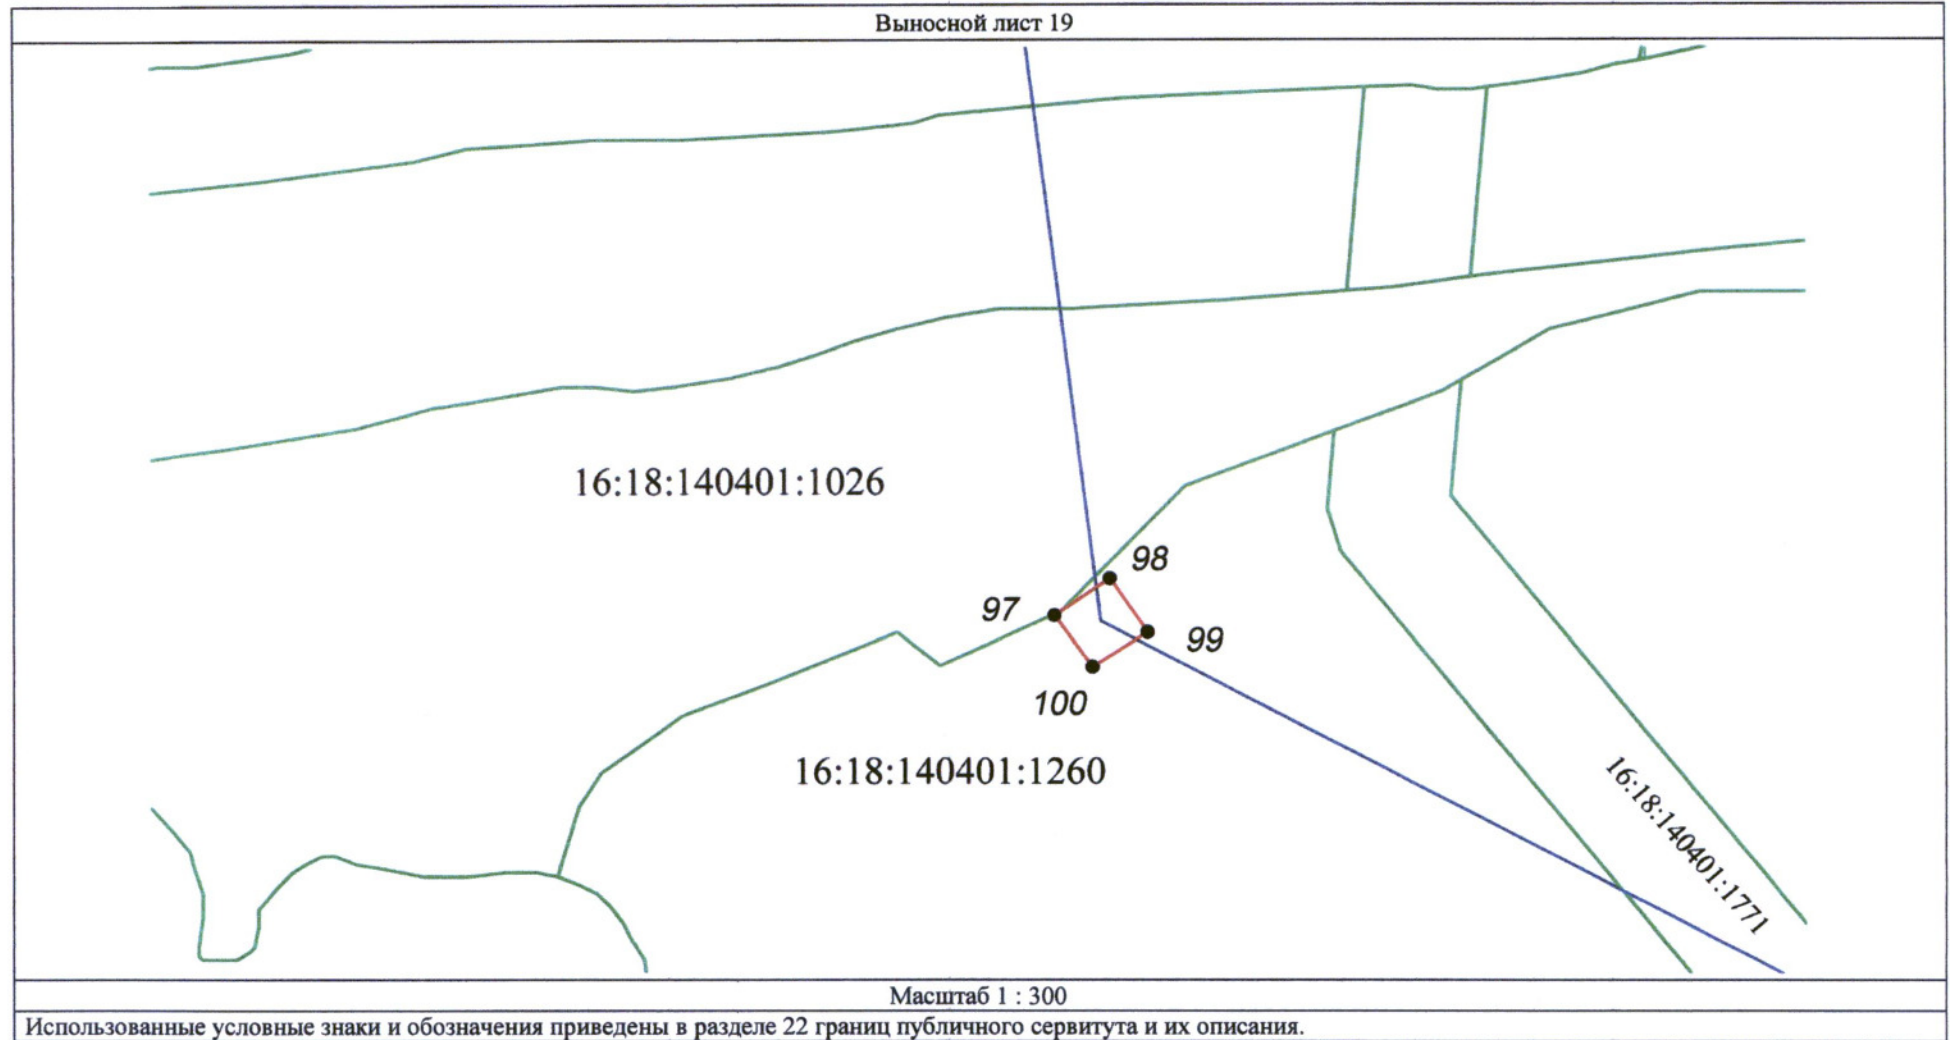 Выносной лист 19
16:18:140401:1026
98
97
99
100
16:18:140401:1260
16:18:140401:1771
Масштаб 1 : 300
Использованные условные знаки и обозначения приведены в разделе 22 границ публичного сервитута и их описания.